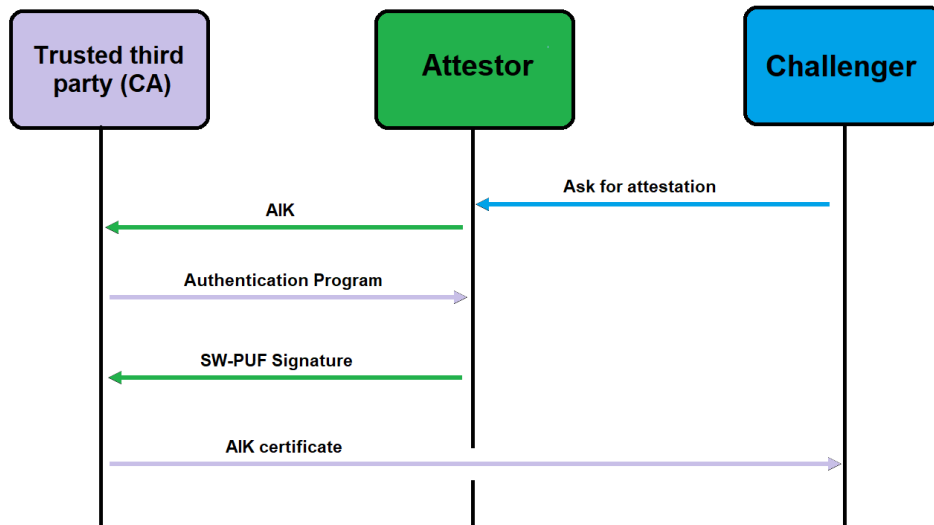 Trusted third
party (CA)
Attestor
Challenger
Ask for attestation
AIK
Authentication Program
SW-PUF Signature
AIK certificate